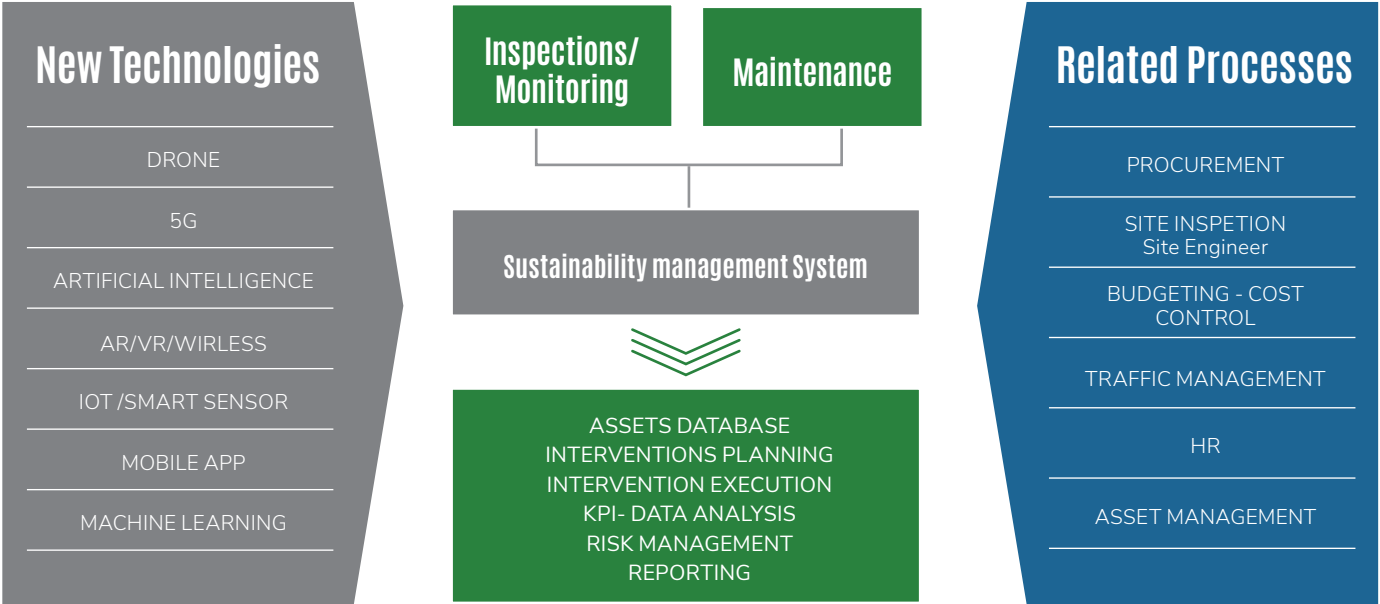 New Technologies
DRONE
5G
ARTIFICIAL INTELLIGENCE
AR/VR/WIRLESS
IOT /SMART SENSOR
MOBILE APP
MACHINE LEARNING
Inspections/
Monitoring
Maintenance
Sustainability management System
ASSETS DATABASE
INTERVENTIONS PLANNING
INTERVENTION EXECUTION
KPI- DATA ANALYSIS
RISK MANAGEMENT
REPORTING
Related Processes
PROCUREMENT
SITE INSPETION
Site Engineer
BUDGETING - COST
CONTROL
TRAFFIC MANAGEMENT
HR
ASSET MANAGEMENT